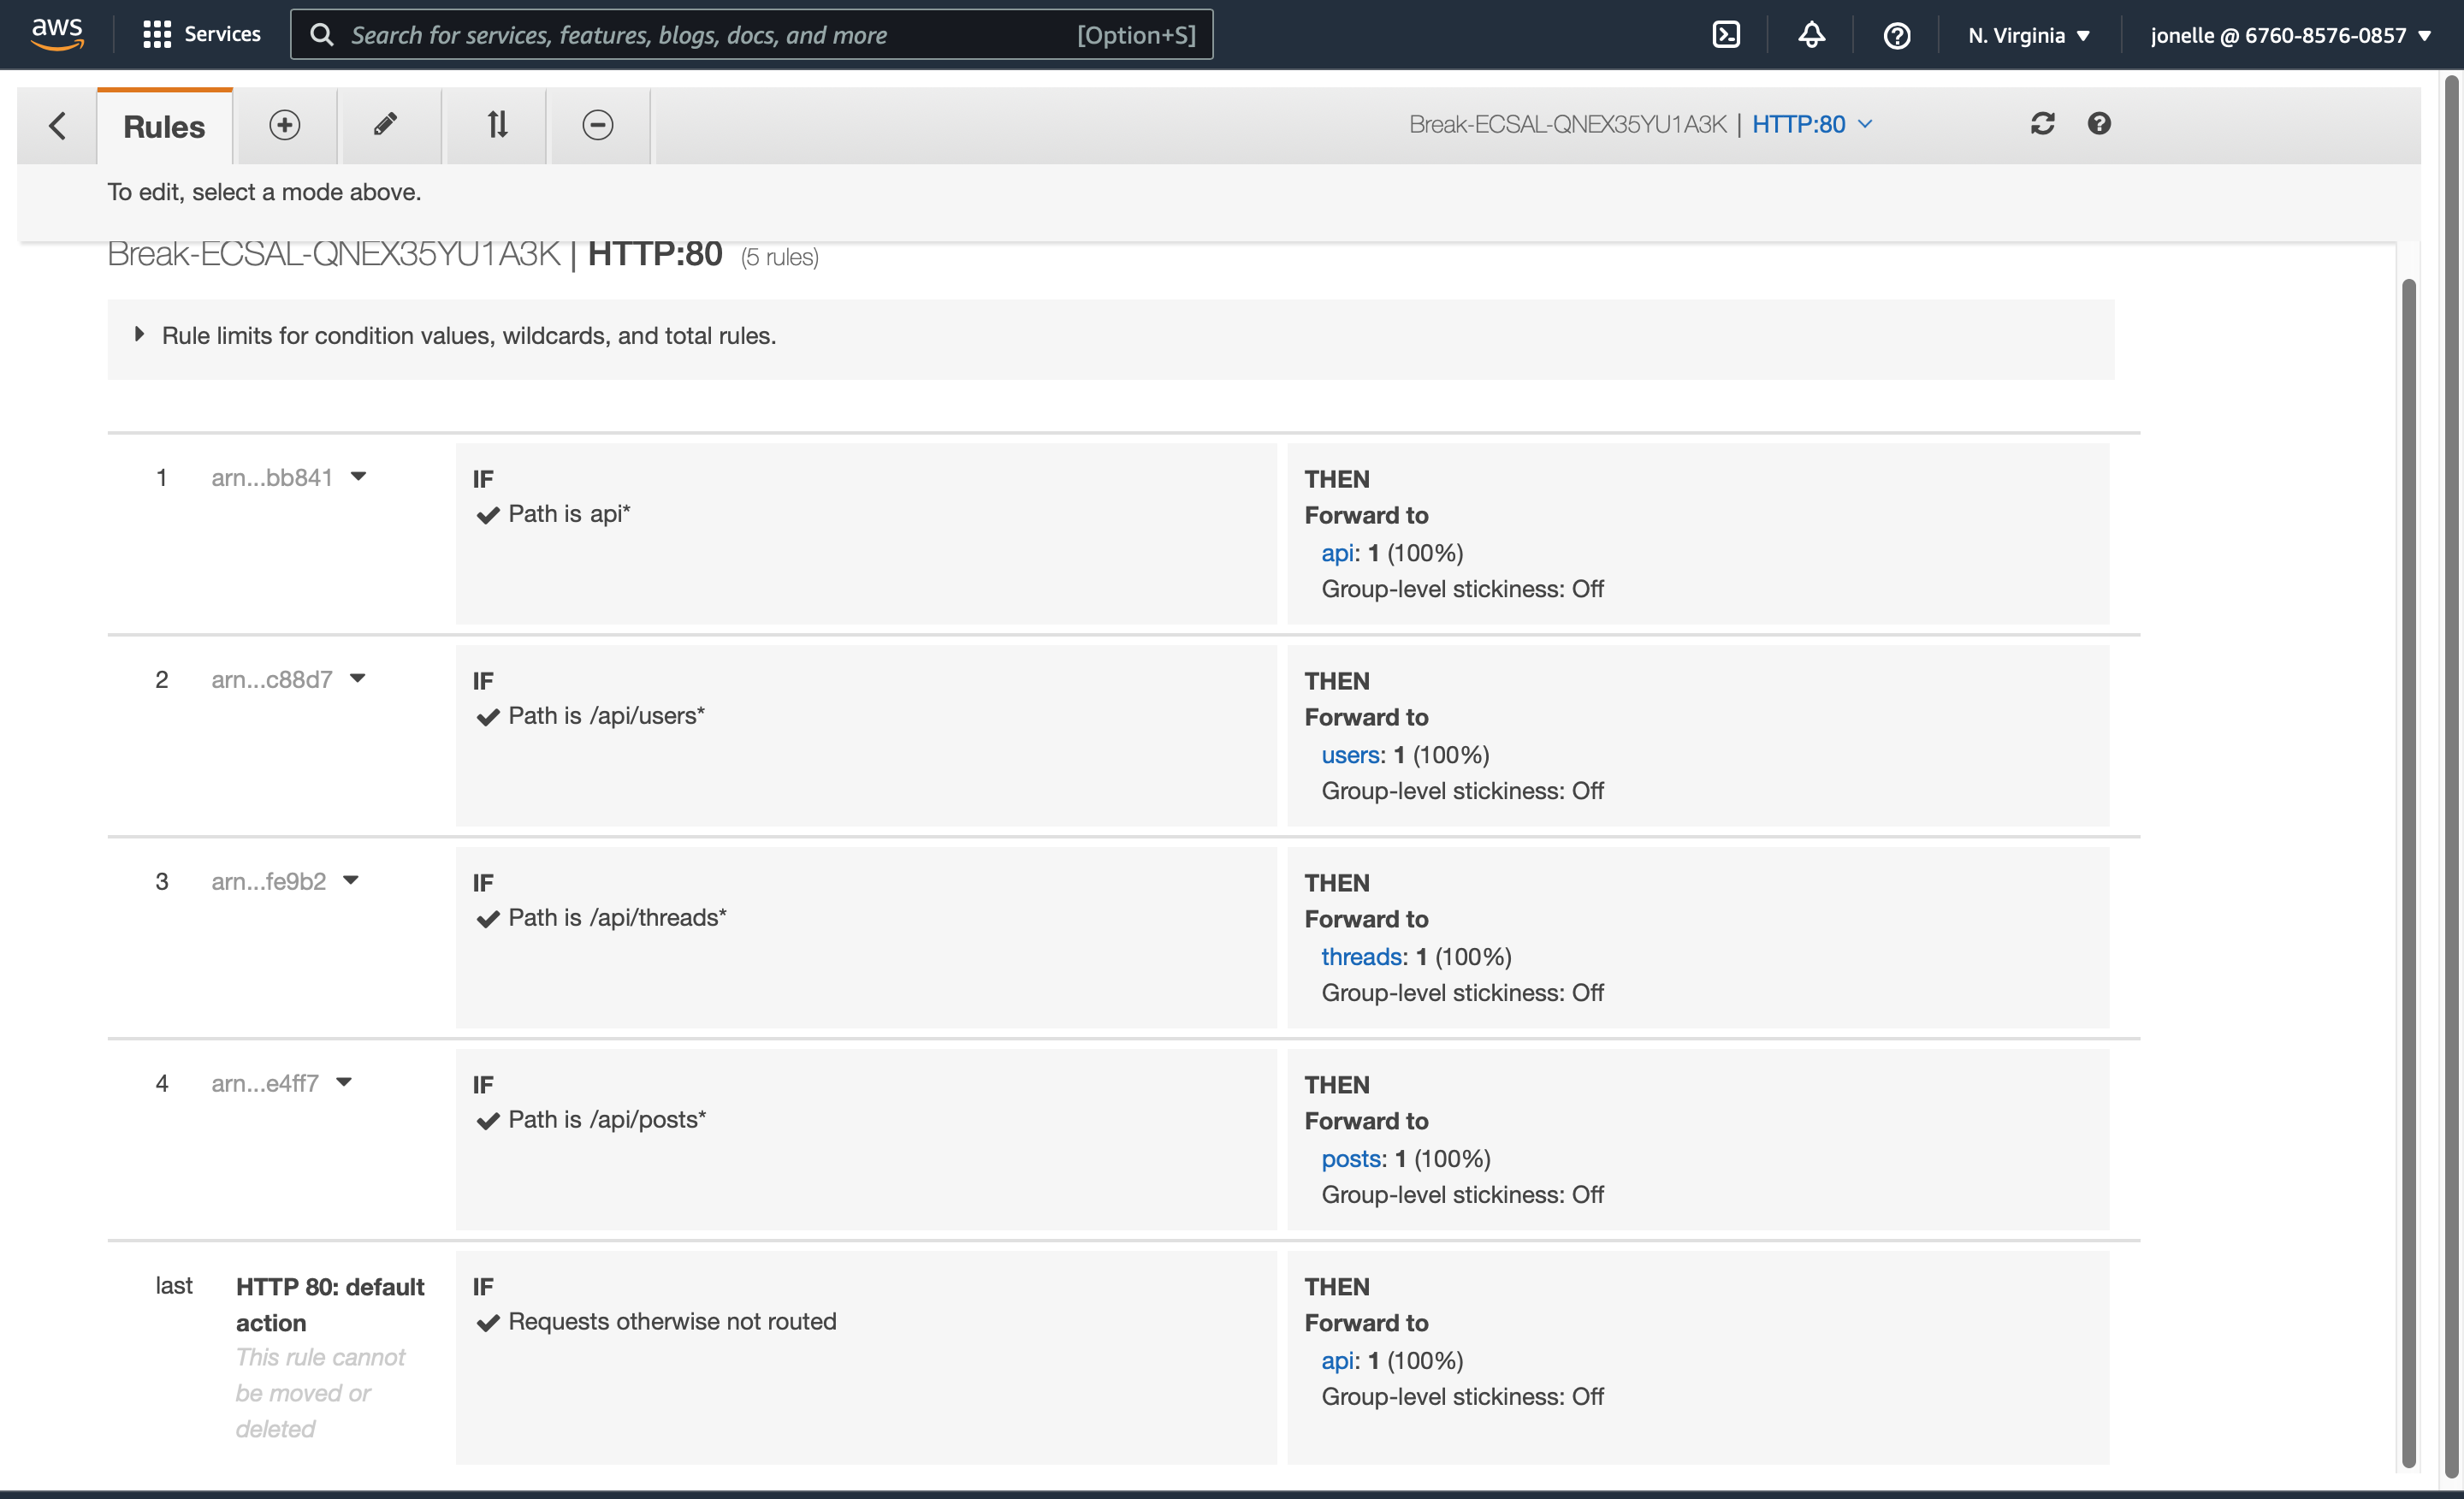 aws Services Search for services, features, blogs, docs, and more [Option+S] N. Virginia jonelle @ 6760-8576-0857
Rules Break-ECSAL-QNEX35YU1A3K | HTTP:80
To edit, select a mode above.
Break-ECSAL-QNEX35YU1A3K | HTTP:80 (5 rules)
Rule limits for condition values, wildcards, and total rules.
1 arn...bb841
IF
Path is api*
THEN
Forward to
api: 1 (100%)
Group-level stickiness: Off
2 arn...c88d7
IF
Path is /api/users*
THEN
Forward to
users: 1 (100%)
Group-level stickiness: Off
3 arn...fe9b2
IF
Path is /api/threads*
THEN
Forward to
threads: 1 (100%)
Group-level stickiness: Off
4 arn...e4ff7
IF
Path is /api/posts*
THEN
Forward to
posts: 1 (100%)
Group-level stickiness: Off
last HTTP 80: default
action
This rule cannot
be moved or
deleted
IF
Requests otherwise not routed
THEN
Forward to
api: 1 (100%)
Group-level stickiness: Off